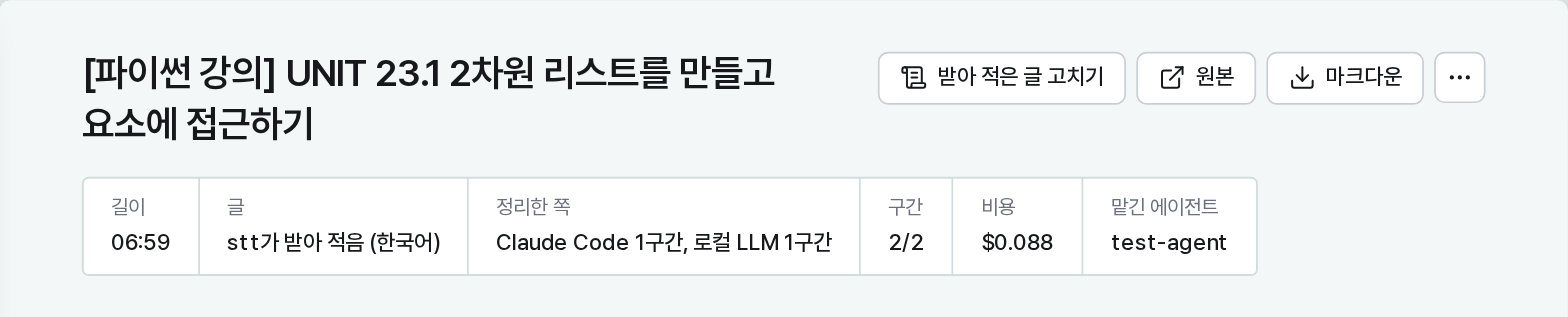 [파이썬 강의] UNIT 23.1 2차원 리스트를 만들고
요소에 접근하기
받아 적은 글 고치기
원본
마크다운
길이
06:59
글
stt가 받아 적음 (한국어)
정리한 쪽
Claude Code 1구간, 로컬 LLM 1구간
구간
2/2
비용
$0.088
맡긴 에이전트
test-agent